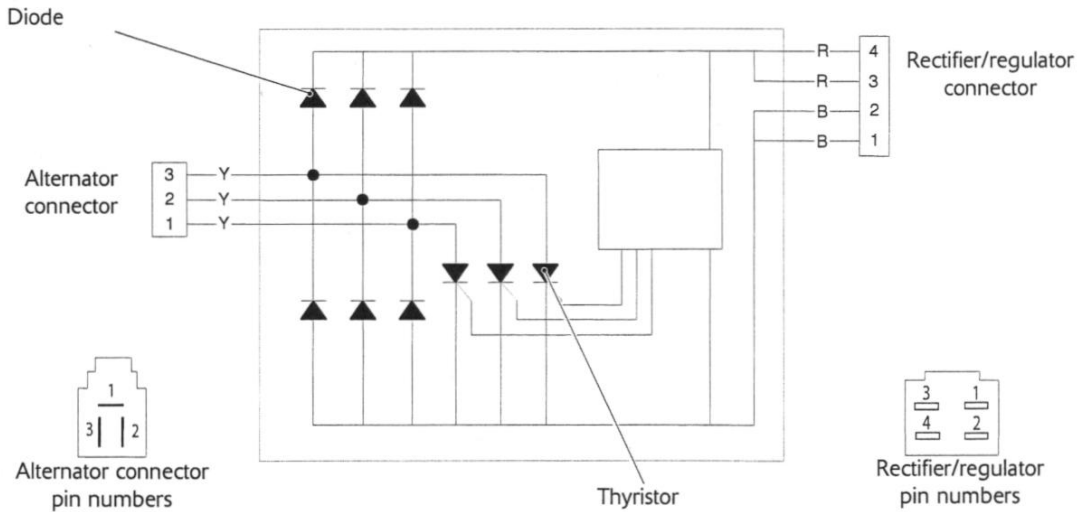 Diode
R 4
R 3
B 2
B 1
Rectifier/regulator
connector
Alternator
connector
3 Y
2 Y
1 Y
1
3 2
Alternator connector
pin numbers
Thyristor
3 1
4 2
Rectifier/regulator
pin numbers